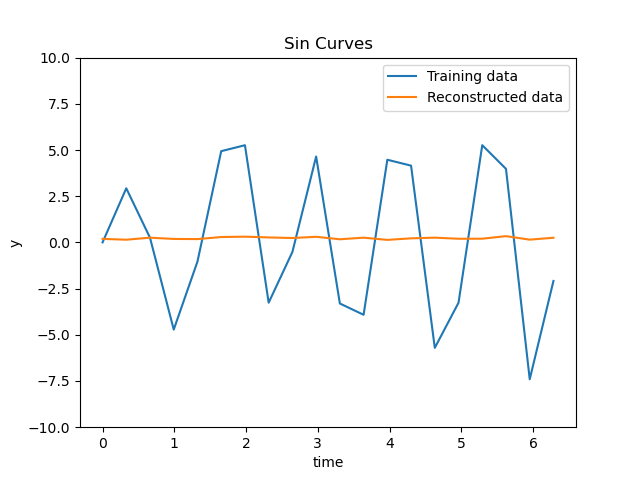 Sin Curves
Training data
Reconstructed data
10.0
7.5
5.0
2.5
0.0
−2.5
−5.0
−7.5
−10.0
y
0 1 2 3 4 5 6
time